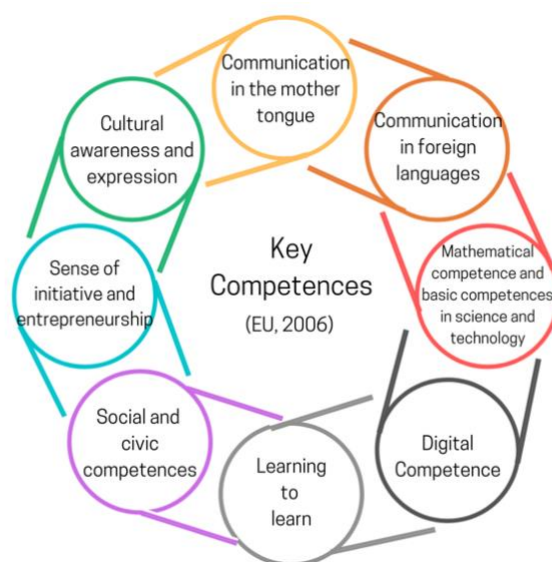 Communication
in the mother
tongue
Communication
in foreign
languages
Mathematical
competence and
basic competences
in science and
technology
Digital
Competence
Learning
to
learn
Social and
civic
competences
Sense of
initiative and
entrepreneurship
Cultural
awareness and
expression
Key
Competences
(EU, 2006)